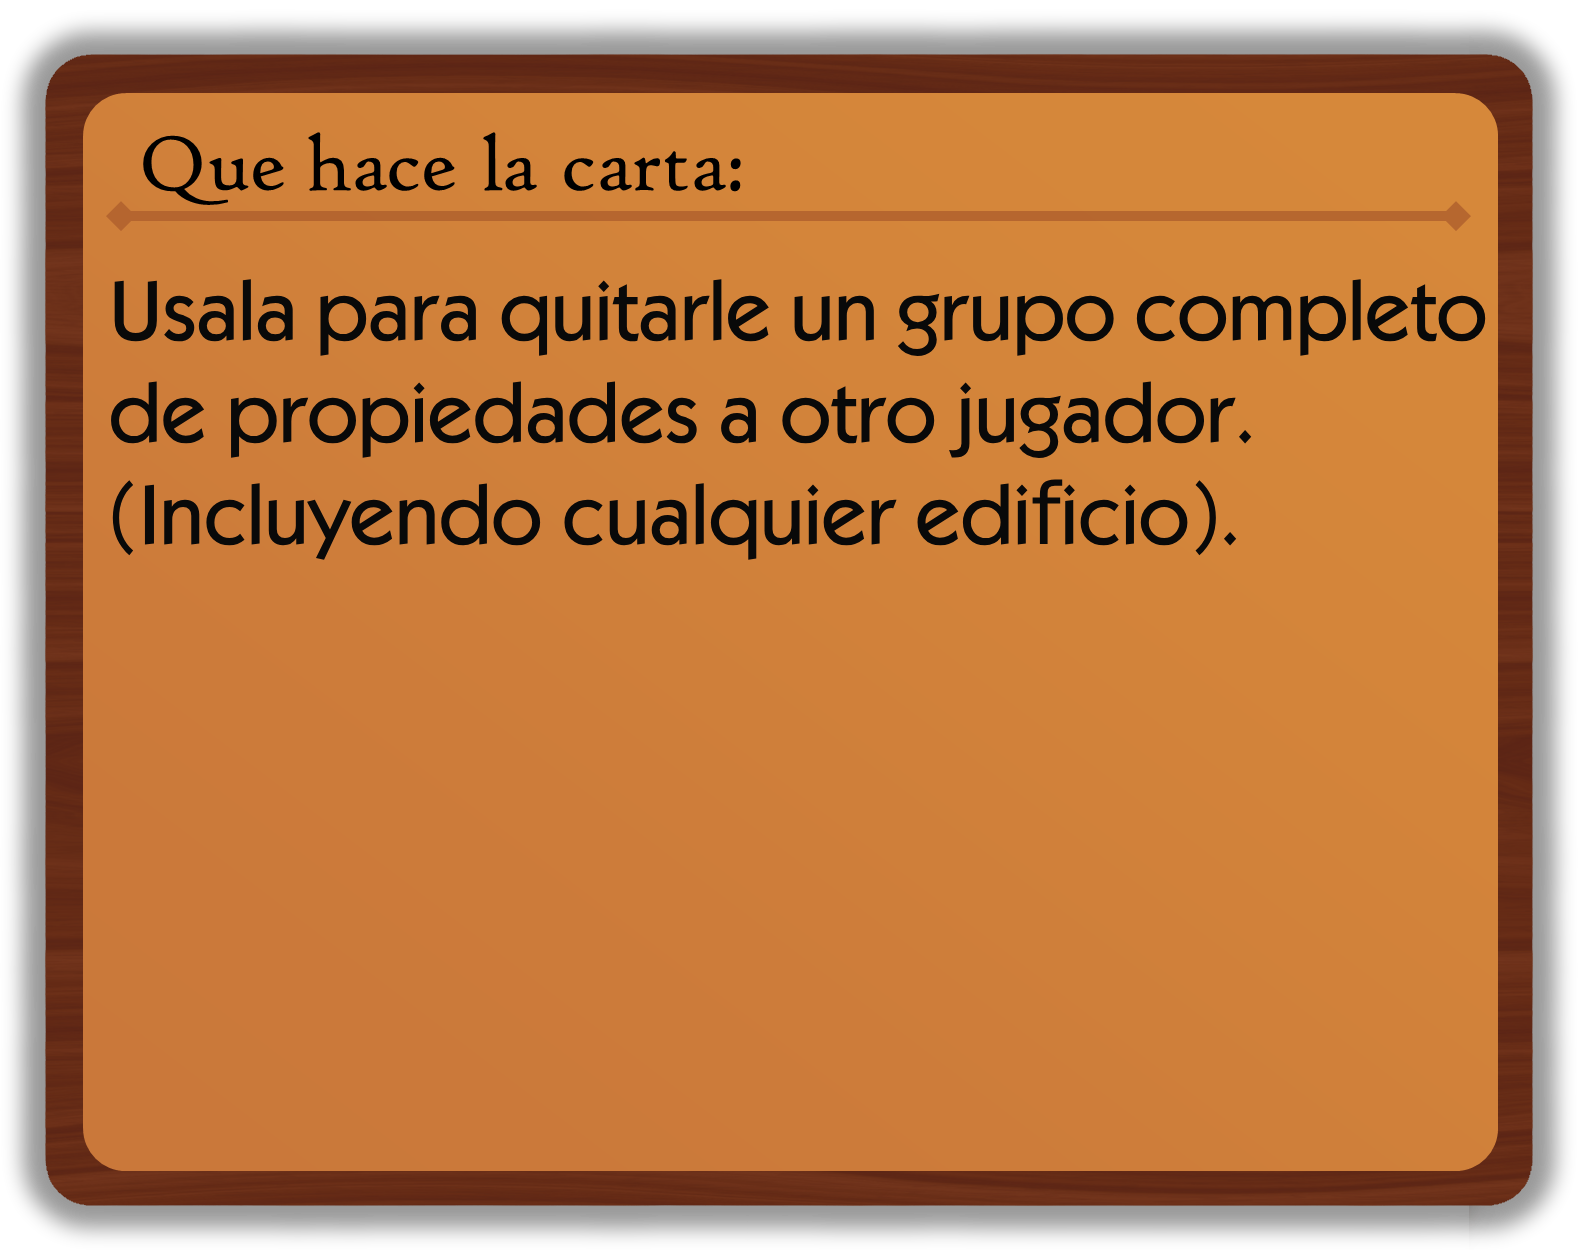 Que hace la carta:
Usala para quitarle un grupo completo
de propiedades a otro jugador.
(Incluyendo cualquier edificio).